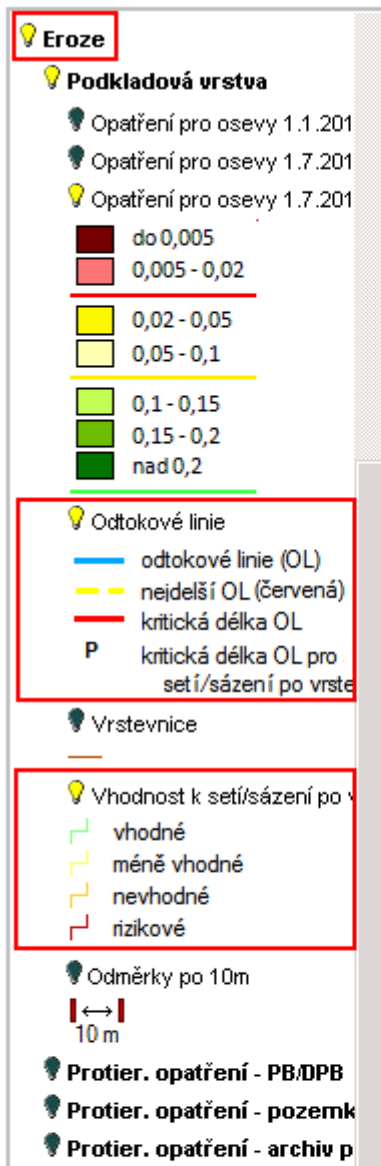 Eroze
Podkladová vrstva
Opatření pro osevy 1.1.201
Opatření pro osevy 1.7.201
Opatření pro osevy 1.7.201
do 0,005
0,005 - 0,02
0,02 - 0,05
0,05 - 0,1
0,1 - 0,15
0,15 - 0,2
nad 0,2
Odtokové linie
odtokové linie (OL)
nejdelší OL (červená)
kritická délka OL
P kritická délka OL pro
setí/sázení po vrste
Vrstevnice
Vhodnost k setí/sázení po v
vhodné
méně vhodné
nevhodné
rizikové
Odměrky po 10m
10 m
Protier. opatření - PB/DPB
Protier. opatření - pozemk
Protier. opatření - archiv p